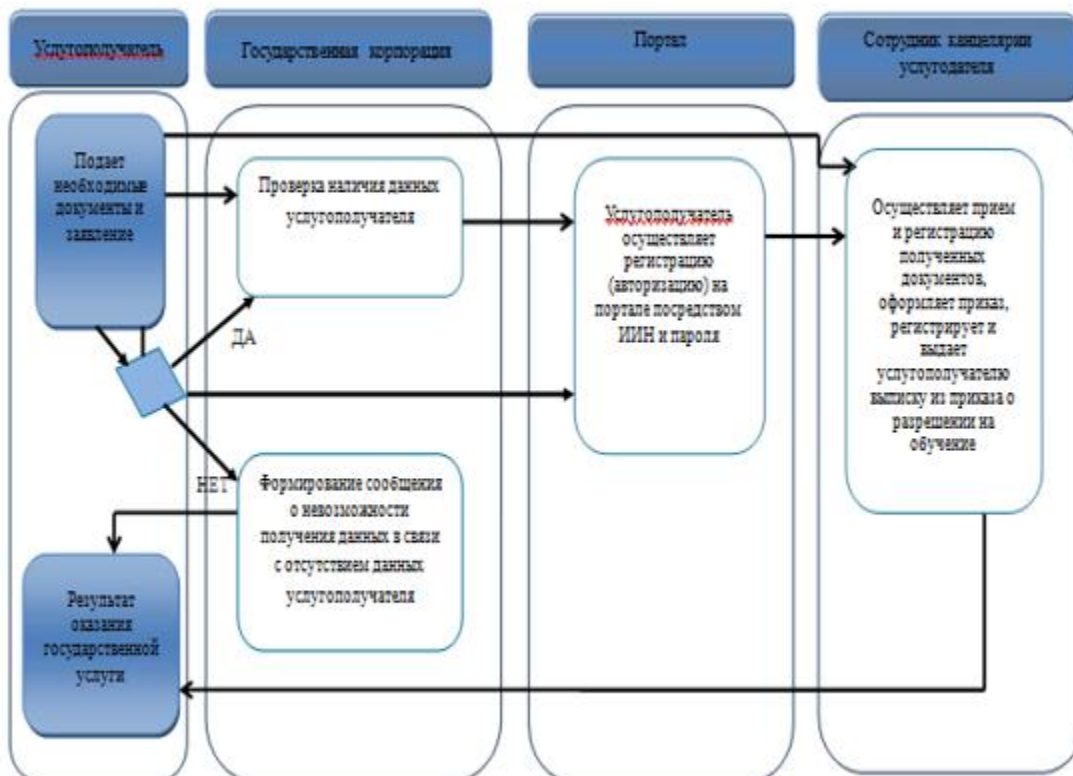 Услугополучатель
Государственная корпорация
Портал
Сотрудник канцелярии
услугодателя
Подает
необходимые
документы и
заявление
Проверка наличия данных
услугополучателя
Услугополучатель
осуществляет
регистрацию
(авторизацию) на
портале посредством
ИИН и пароля
Осуществляет прием
и регистрацию
полученных
документов,
оформляет приказ,
регистрирует и
выдает
услугополучателю
выписку из приказа о
разрешении на
обучение
ДА
НЕТ
Формирование сообщения
о невозможности
получения данных в связи
с отсутствием данных
услугополучателя
Результат
оказания
государственной
услуги